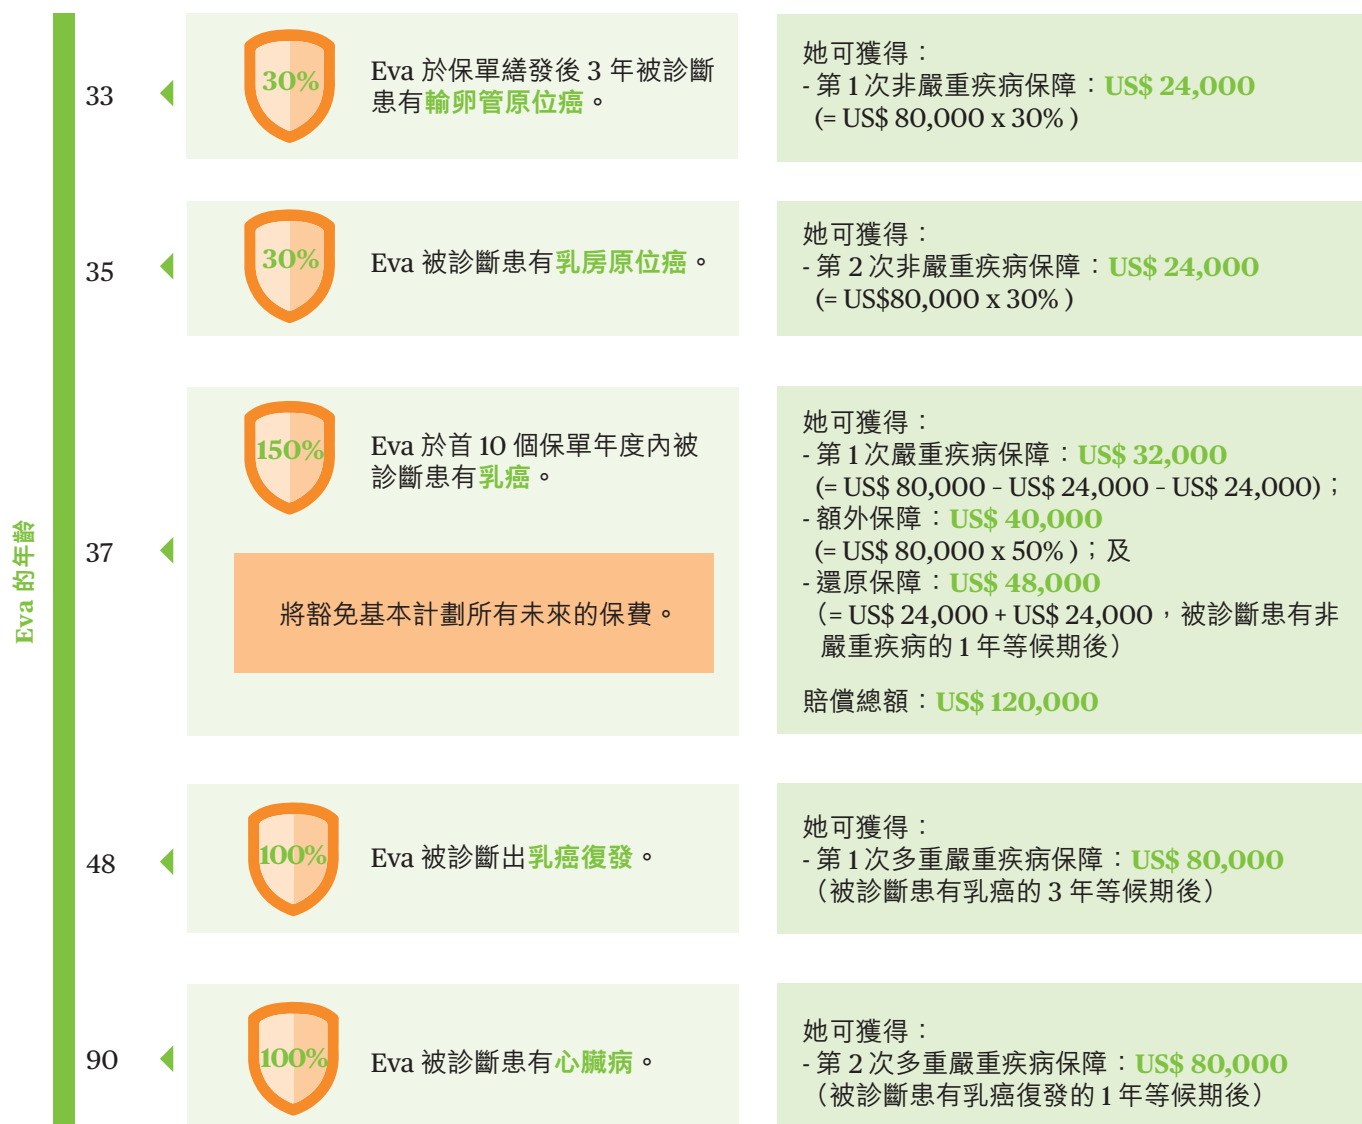 Eva 的年齡
33
30%
Eva 於保單繕發後 3 年被診斷
患有輸卵管原位癌。
她可獲得：
- 第 1 次非嚴重疾病保障：US$ 24,000
(= US$ 80,000 x 30% )
35
30%
Eva 被診斷患有乳房原位癌。
她可獲得：
- 第 2 次非嚴重疾病保障：US$ 24,000
(= US$80,000 x 30% )
37
150%
Eva 於首 10 個保單年度內被
診斷患有乳癌。
將豁免基本計劃所有未來的保費。
她可獲得：
- 第 1 次嚴重疾病保障：US$ 32,000
(= US$ 80,000 – US$ 24,000 – US$ 24,000)；
- 額外保障：US$ 40,000
(= US$ 80,000 x 50% )；及
- 還原保障：US$ 48,000
（= US$ 24,000 + US$ 24,000，被診斷患有非
嚴重疾病的 1 年等候期後）
賠償總額：US$ 120,000
48
100%
Eva 被診斷出乳癌復發。
她可獲得：
- 第 1 次多重嚴重疾病保障：US$ 80,000
（被診斷患有乳癌的 3 年等候期後）
90
100%
Eva 被診斷患有心臟病。
她可獲得：
- 第 2 次多重嚴重疾病保障：US$ 80,000
（被診斷患有乳癌復發的 1 年等候期後）